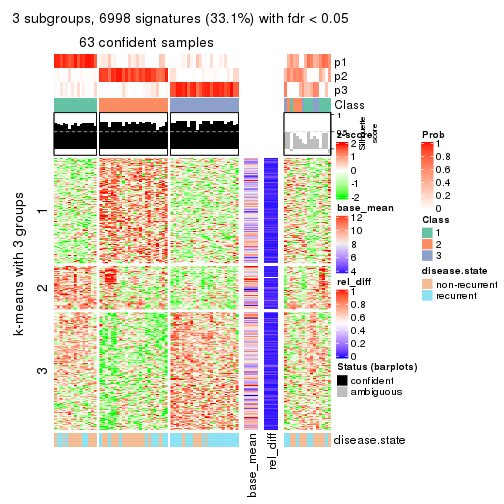 3 subgroups, 6998 signatures (33.1%) with fdr < 0.05
63 confident samples
p1
p2
p3
Class
1
0.5
Silhouette
score
k-means with 3 groups
1
2
3
base_mean
rel_diff
disease.state
z-score
2
1
0
-1
-2
base_mean
12
10
8
6
4
rel_diff
1
0.8
0.6
0.4
0.2
0
Status (barplots)
confident
ambiguous
Prob
1
0.8
0.6
0.4
0.2
0
Class
1
2
3
disease.state
non-recurrent
recurrent